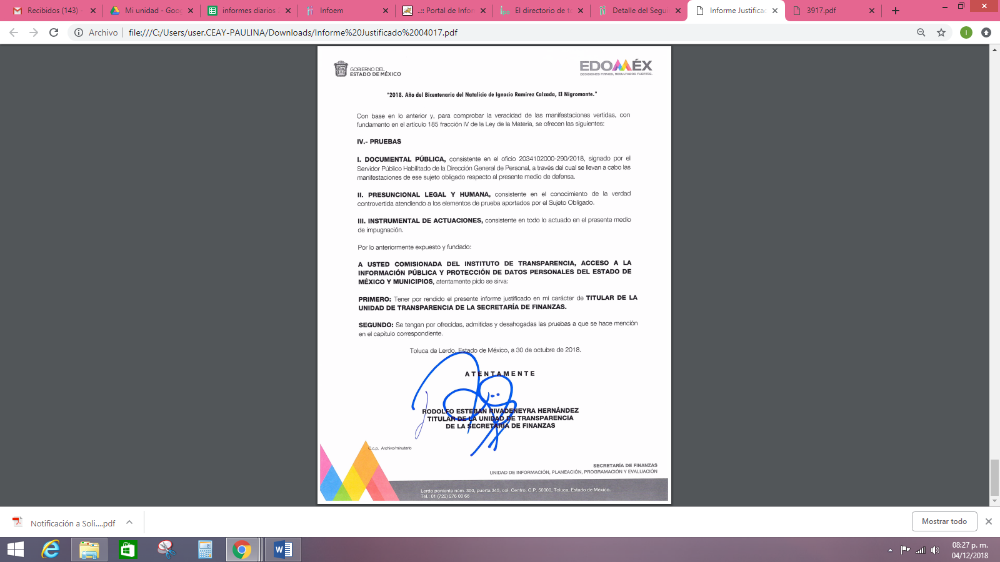 Recibidos (143) -
Mi unidad - Goo
informes diarios 2
Infoem
..:: Portal de Infor
El directorio de t
Detalle del Segui
Informe Justificac
3917.pdf
Archivo
file:///C:/Users/user.CEAY-PAULINA/Downloads/Informe%20Justificado%2004017.pdf
I
GOBIERNO DEL
ESTADO DE MÉXICO
EDOMÉX
DECISIONES FIRMES, RESULTADOS FUERTES.
“2018. Año del Bicentenario del Natalicio de Ignacio Ramírez Calzada, El Nigromante.”
Con base en lo anterior y, para comprobar la veracidad de las manifestaciones vertidas, con
fundamento en el artículo 185 fracción IV de la Ley de la Materia, se ofrecen las siguientes:
IV.- PRUEBAS
I. DOCUMENTAL PÚBLICA, consistente en el oficio 2034102000-290/2018, signado por el
Servidor Público Habilitado de la Dirección General de Personal, a través del cual se llevan a cabo las
manifestaciones de ese sujeto obligado respecto al presente medio de defensa.
II. PRESUNCIONAL LEGAL Y HUMANA, consistente en el conocimiento de la verdad
controvertida atendiendo a los elementos de prueba aportados por el Sujeto Obligado.
III. INSTRUMENTAL DE ACTUACIONES, consistente en todo lo actuado en el presente medio
de impugnación.
Por lo anteriormente expuesto y fundado:
A USTED COMISIONADA DEL INSTITUTO DE TRANSPARENCIA, ACCESO A LA
INFORMACIÓN PÚBLICA Y PROTECCIÓN DE DATOS PERSONALES DEL ESTADO DE
MÉXICO Y MUNICIPIOS, atentamente pido se sirva:
PRIMERO: Tener por rendido el presente informe justificado en mi carácter de TITULAR DE LA
UNIDAD DE TRANSPARENCIA DE LA SECRETARÍA DE FINANZAS.
SEGUNDO: Se tengan por ofrecidas, admitidas y desahogadas las pruebas a que se hace mención
en el capítulo correspondiente.
Toluca de Lerdo, Estado de México, a 30 de octubre de 2018.
A T E N T A M E N T E
RODOLFO ESTEBAN RIVADENEYRA HERNÁNDEZ
TITULAR DE LA UNIDAD DE TRANSPARENCIA
DE LA SECRETARÍA DE FINANZAS
C.c.p. Archivo/minutario
SECRETARÍA DE FINANZAS
UNIDAD DE INFORMACIÓN, PLANEACIÓN, PROGRAMACIÓN Y EVALUACIÓN
Lerdo poniente núm. 300, puerta 345, col. Centro, C.P. 50000, Toluca, Estado de México.
Tel.: 01 (722) 276 00 66
Notificación a Soli....pdf
Mostrar todo
08:27 p. m.
04/12/2018